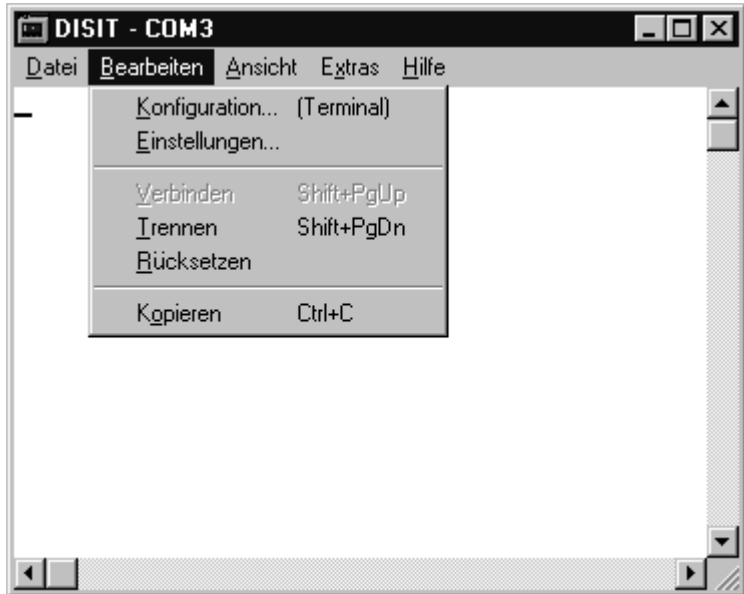 DISIT - COM3
Datei Bearbeiten Ansicht Extras Hilfe
Konfiguration... (Terminal)
Einstellungen...
Verbinden Shift+PgUp
Trennen Shift+PgDn
Rücksetzen
Kopieren Ctrl+C